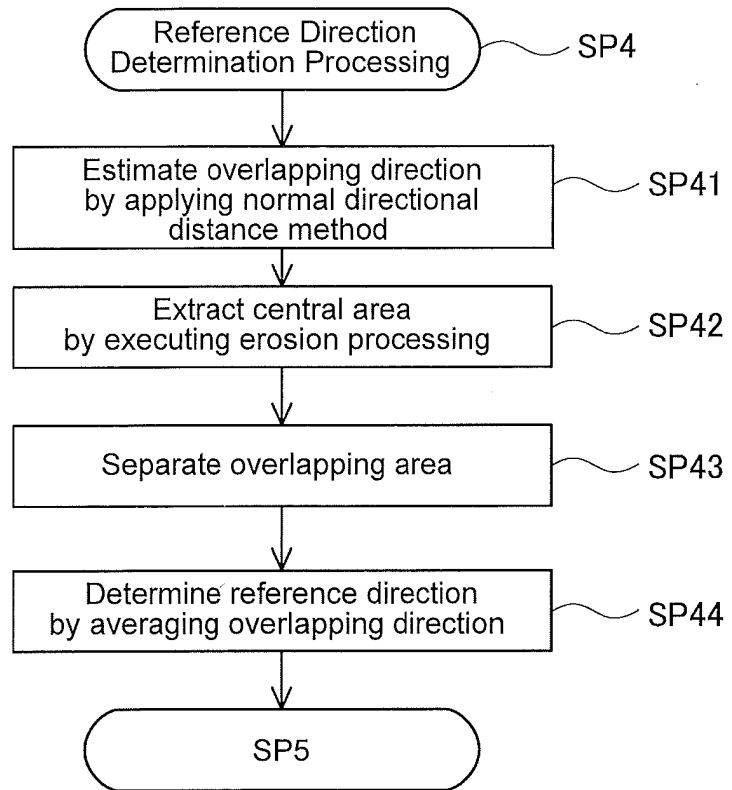 Reference Direction
Determination Processing
SP4
Estimate overlapping direction
by applying normal directional
distance method
SP41
Extract central area
by executing erosion processing
SP42
Separate overlapping area
SP43
Determine reference direction
by averaging overlapping direction
SP44
SP5